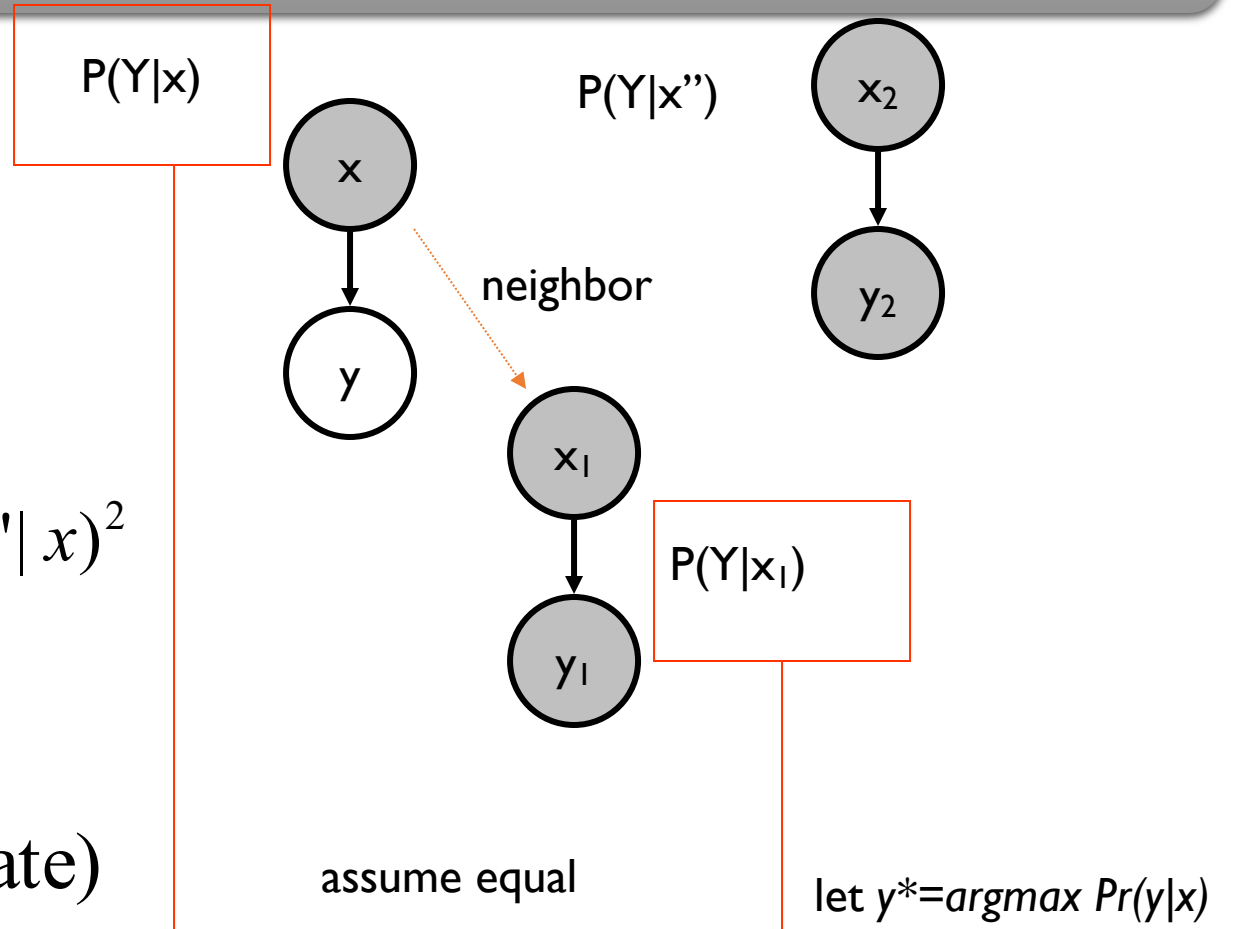 P(Y|x)
P(Y|x”)
x₂
x
neighbor
y₂
y
x₁
'| x)²
P(Y|x₁)
y₁
ate)
assume equal
let y*=argmax Pr(y|x)